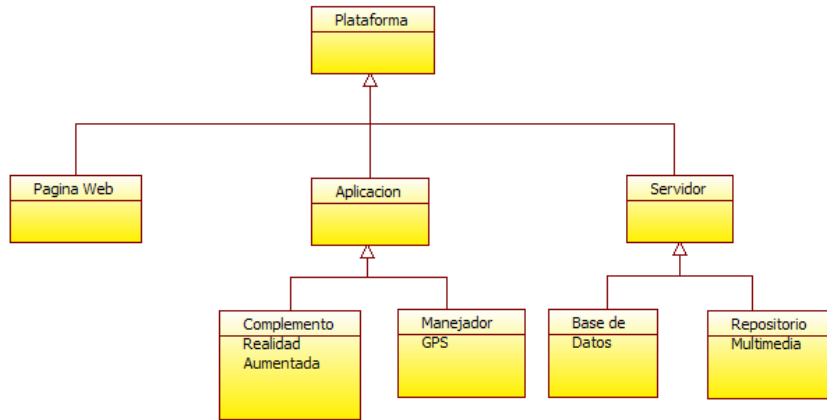 Plataforma
Pagina Web
Aplicacion
Servidor
Complemento
Realidad
Aumentada
Manejador
GPS
Base de
Datos
Repositorio
Multimedia